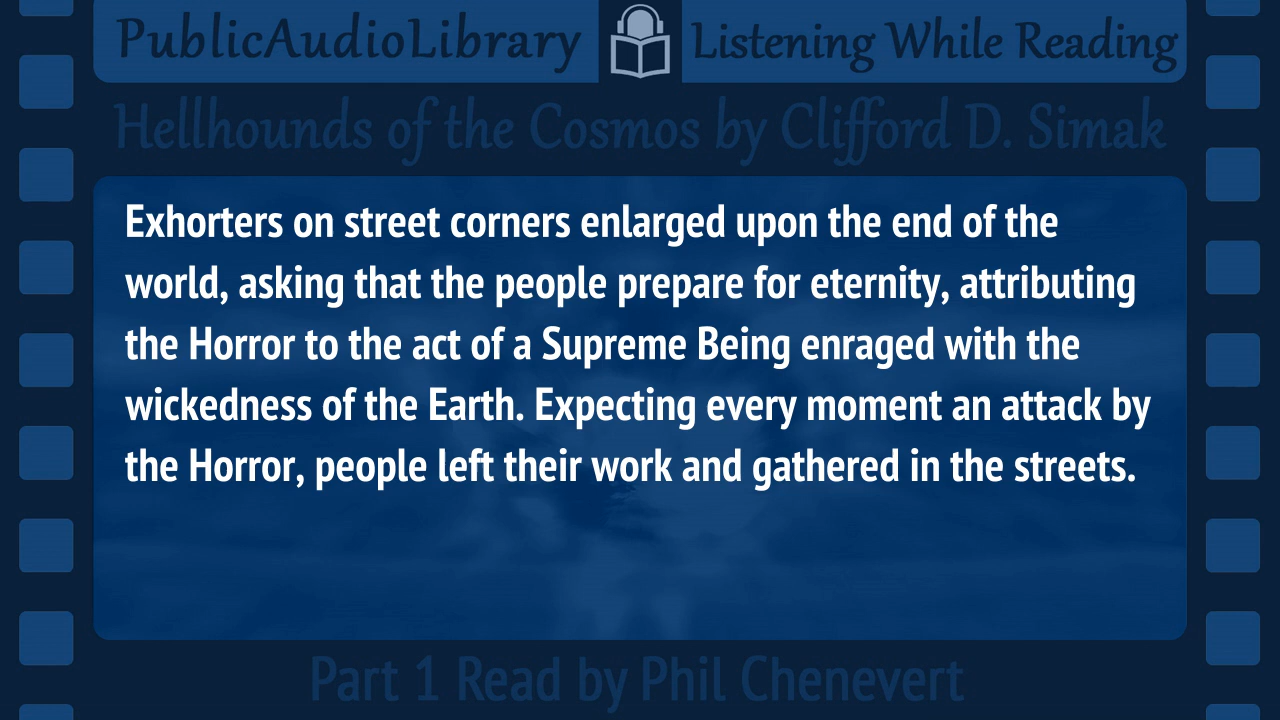 PublicAudioLibrary Listening While Reading
Hellhounds of the Cosmos by Clifford D. Simak
Exhorters on street corners enlarged upon the end of the
world, asking that the people prepare for eternity, attributing
the Horror to the act of a Supreme Being enraged with the
wickedness of the Earth. Expecting every moment an attack by
the Horror, people left their work and gathered in the streets.
Part 1 Read by Phil Chenevert